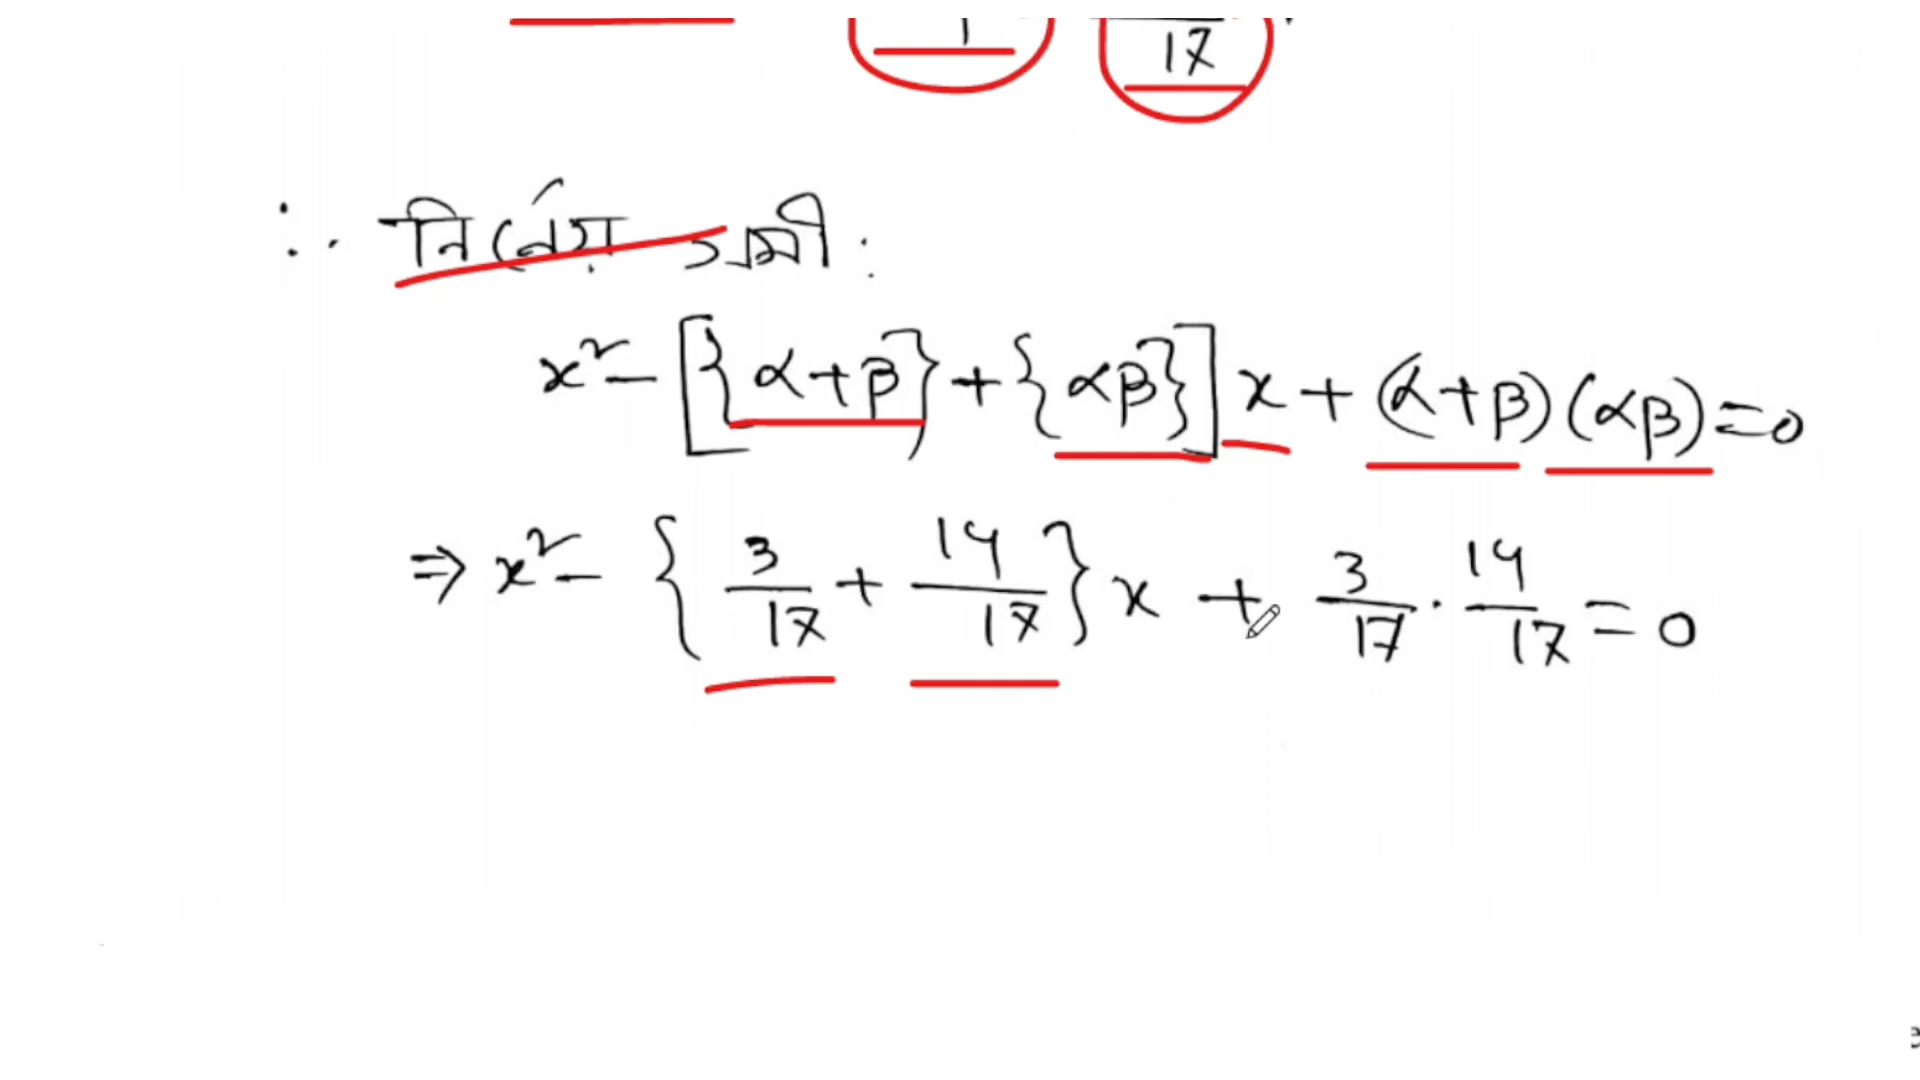 17
∴ নির্ণেয় সমী:
x² - [{α+β} + {αβ}] x + (α+β)(αβ) = 0
⇒ x² - {3/17 + 14/17} x + 3/17 · 14/17 = 0